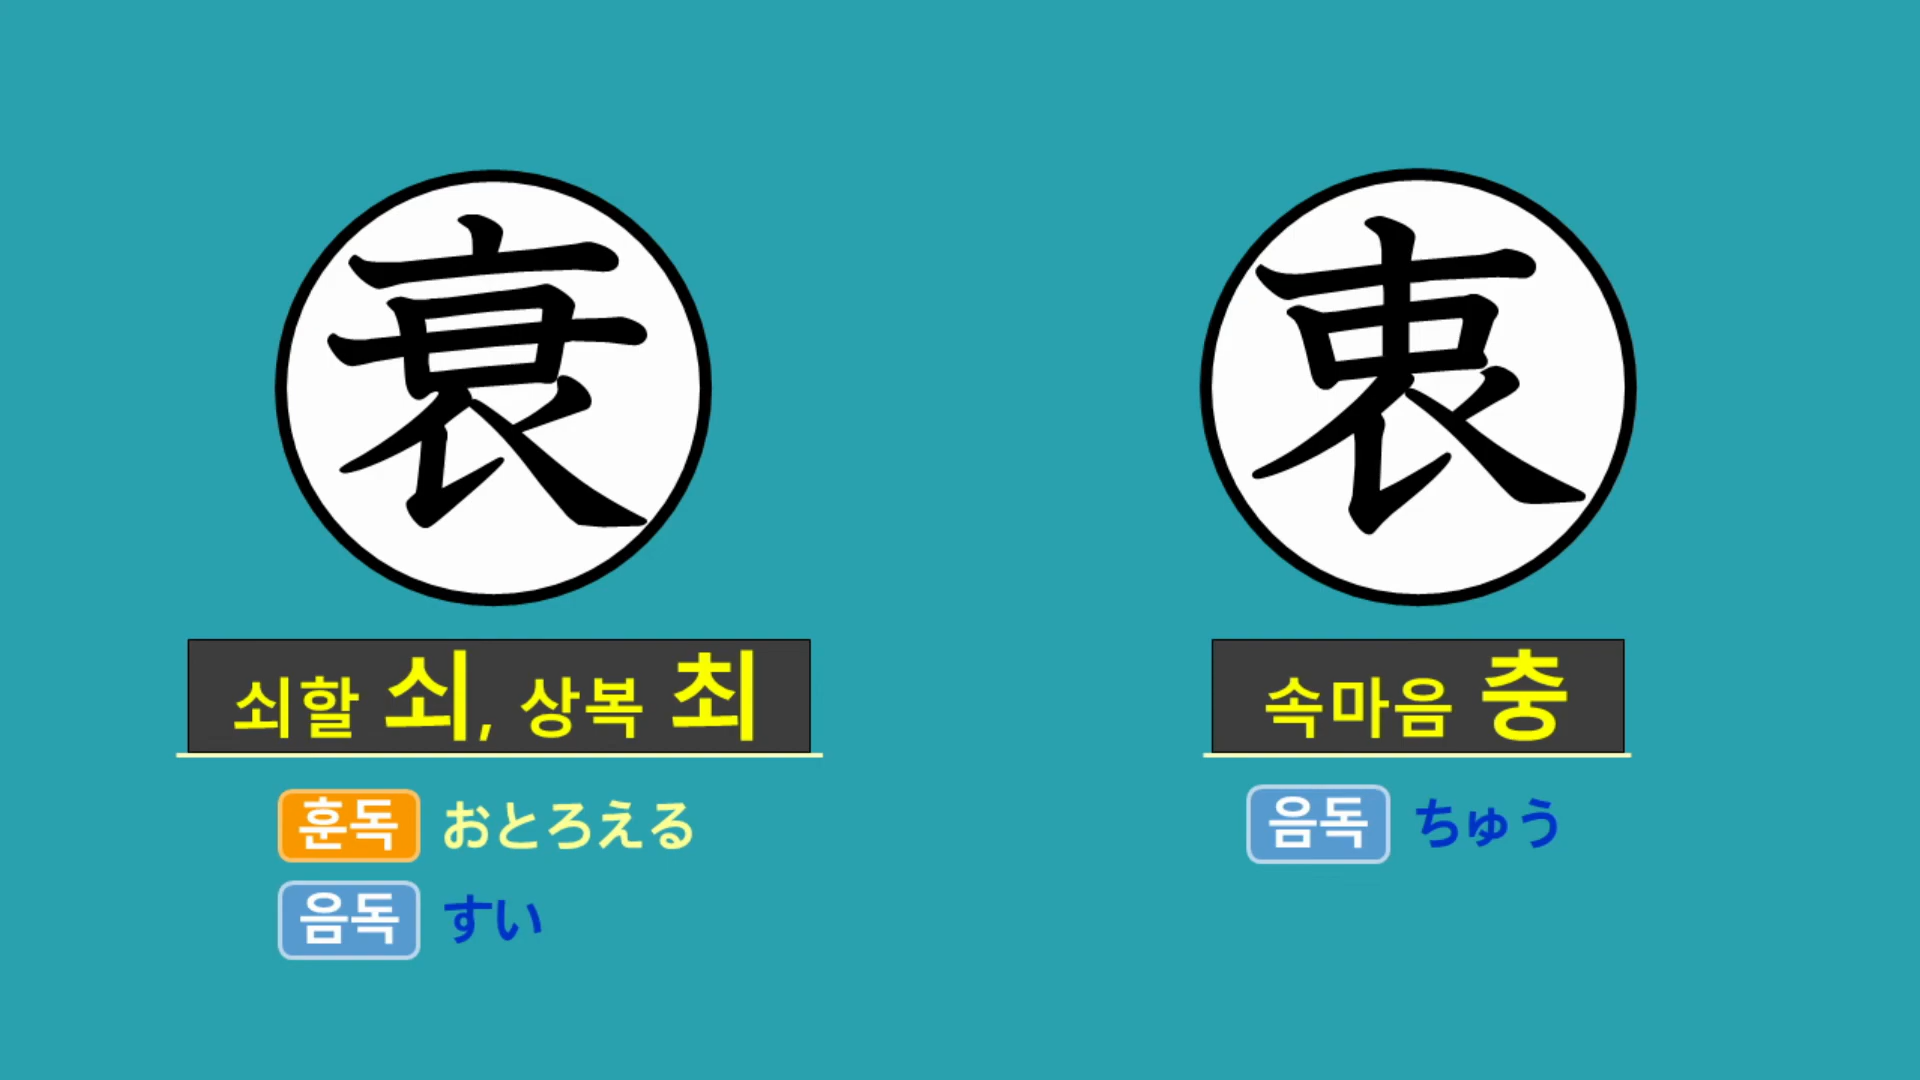 衰
쇠할 쇠, 상복 최
훈독 おとろえる
음독 すい
衷
속마음 충
음독 ちゅう